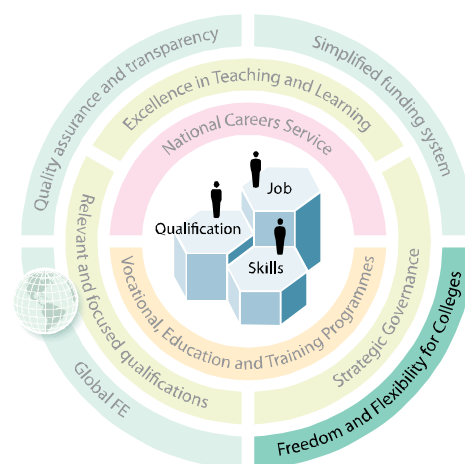 Quality assurance and transparency
Simplified funding system
Excellence in Teaching and Learning
National Careers Service
Job
Qualification
Skills
Relevant and focused qualifications
Vocational, Education and Training Programmes
Strategic Governance
Global FE
Freedom and Flexibility for Colleges